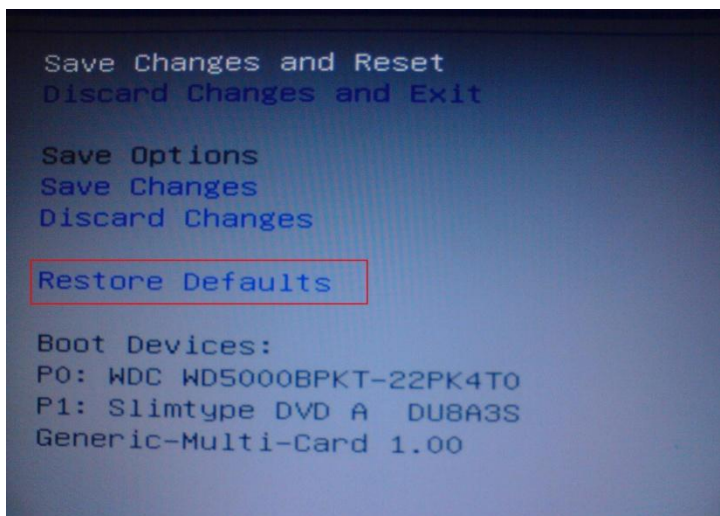 Save Changes and Reset
Discard Changes and Exit
Save Options
Save Changes
Discard Changes
Restore Defaults
Boot Devices:
P0: WDC WD5000BPKT-22PK4T0
P1: Slimtype DVD A  DU8A3S
Generic-Multi-Card 1.00